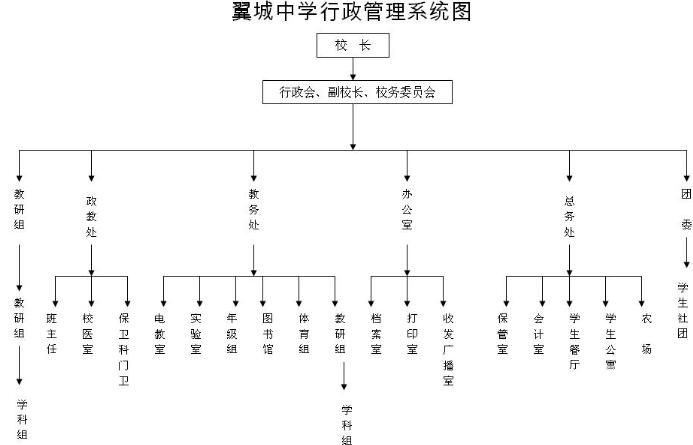 翼城中学行政管理系统图
校 长
行政会、副校长、校务委员会
教研组
政教处
教务处
办公室
总务处
团 委
教研组
班主任
校医室
保卫科门卫
电教室
实验室
年级组
图书馆
体育组
教研组
档案室
打印室
收发广播室
保管室
会计室
学生餐厅
学生公寓
农 场
学生社团
学科组
学科组